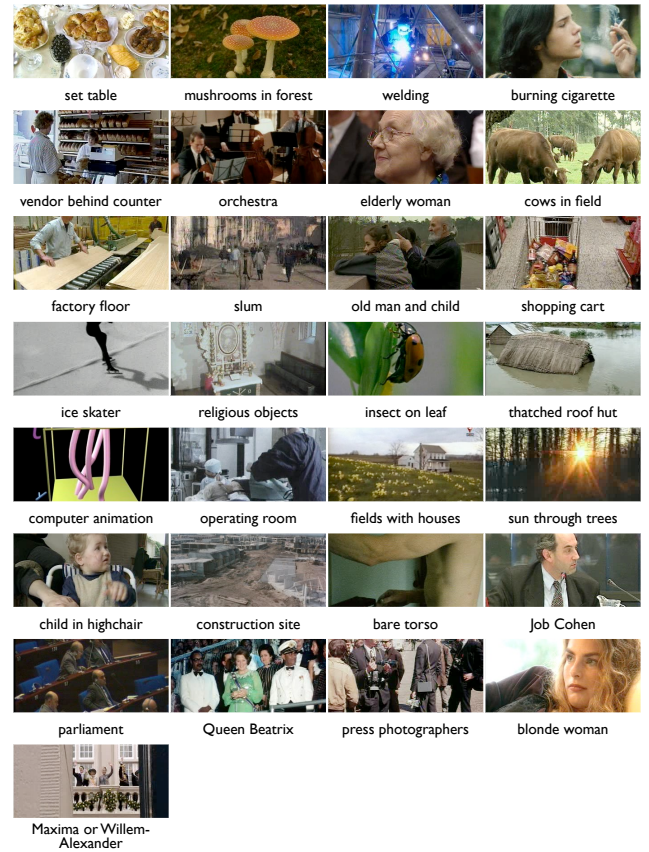 set table
mushrooms in forest
welding
burning cigarette
vendor behind counter
orchestra
elderly woman
cows in field
factory floor
slum
old man and child
shopping cart
ice skater
religious objects
insect on leaf
thatched roof hut
computer animation
operating room
fields with houses
sun through trees
child in highchair
construction site
bare torso
Job Cohen
parliament
Queen Beatrix
press photographers
blonde woman
Maxima or Willem-
Alexander